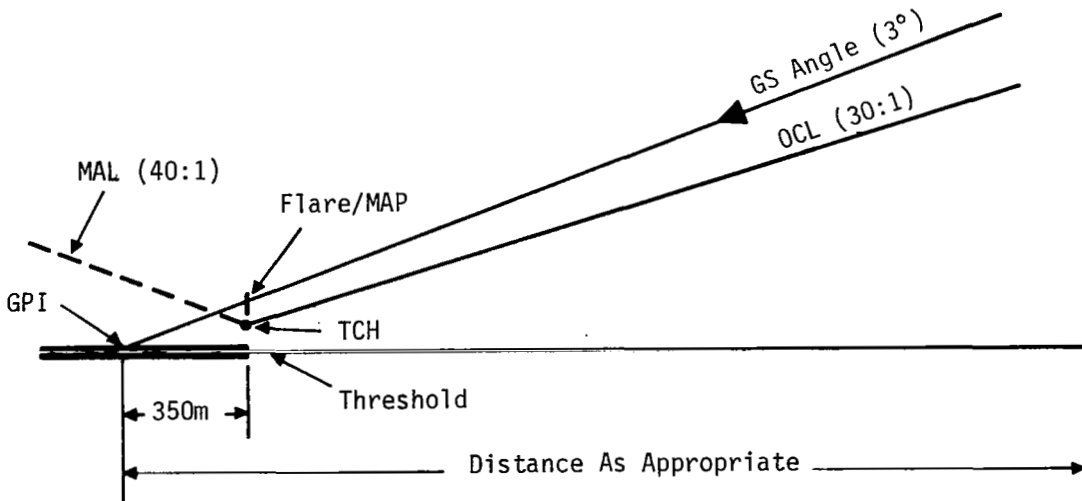 GS Angle (3°)
OCL (30:1)
MAL (40:1)
Flare/MAP
GPI
TCH
Threshold
350m
Distance As Appropriate